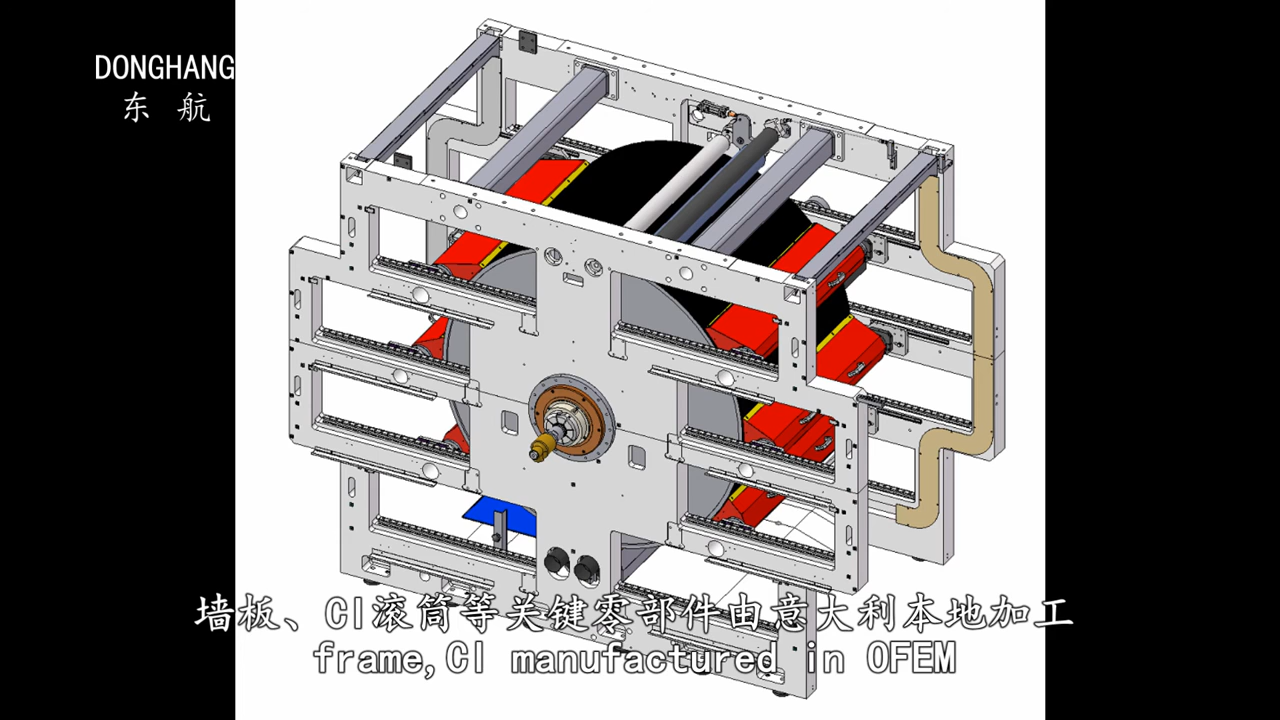 DONGHANG
东 航
墙板、CI滚筒等关键零部件由意大利本地加工
frame,CI manufactured in OFEM